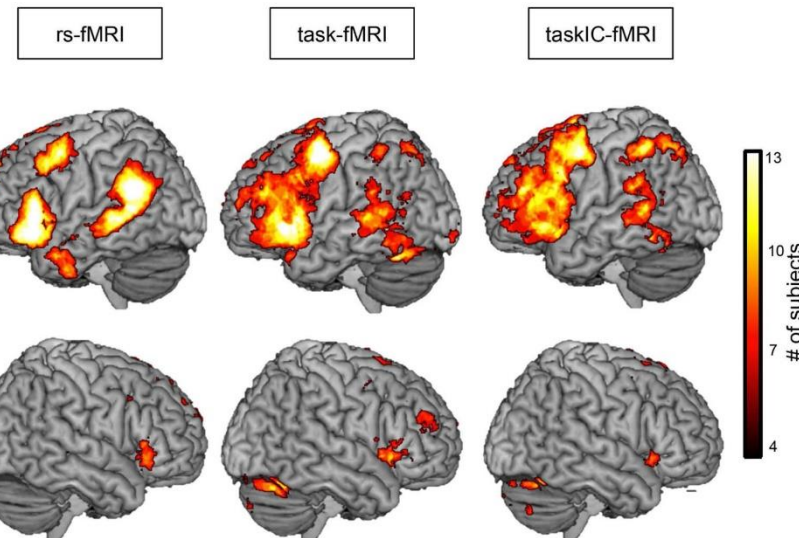 rs-fMRI
task-fMRI
taskIC-fMRI
13
10
7
4
# of subjects